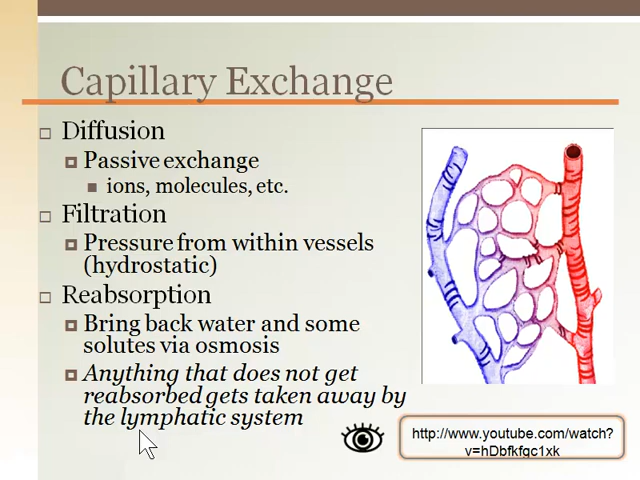 Capillary Exchange
Diffusion
Passive exchange
ions, molecules, etc.
Filtration
Pressure from within vessels
(hydrostatic)
Reabsorption
Bring back water and some
solutes via osmosis
Anything that does not get
reabsorbed gets taken away by
the lymphatic system
http://www.youtube.com/watch?
v=hDbfkfqc1xk